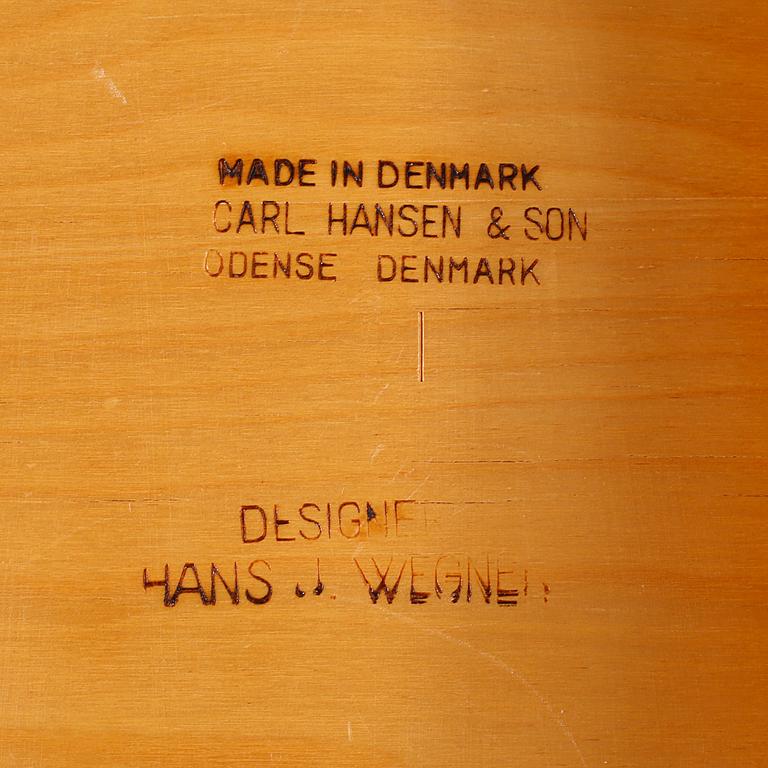 MADE IN DENMARK
CARL HANSEN & SON
ODENSE DENMARK
DESIGNER
HANS J. WEGNER